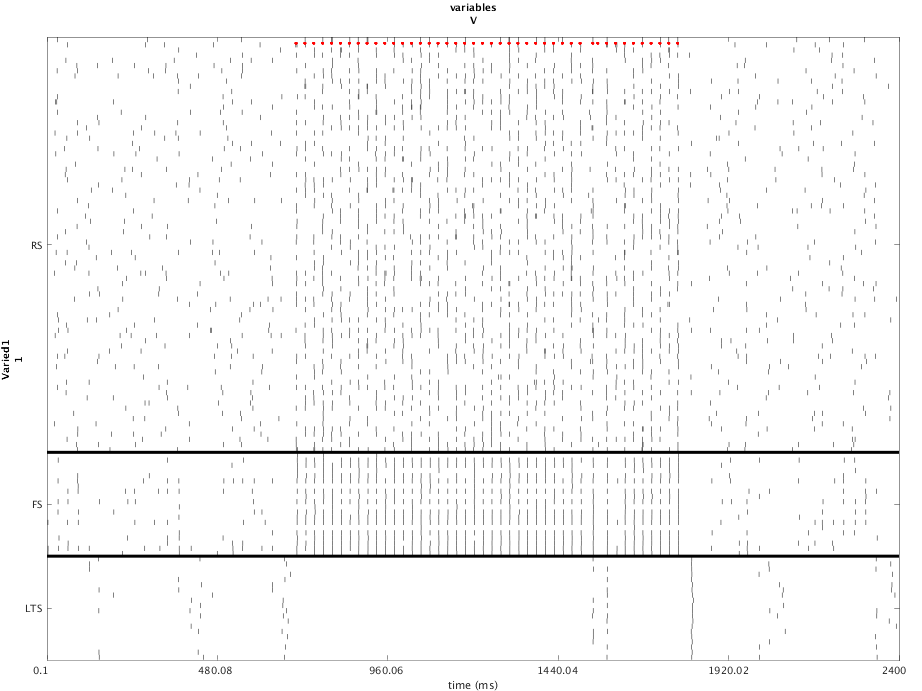 variables
V
RS
FS
LTS
Varied1
1
0.1 480.08 960.06 1440.04 1920.02 2400
time (ms)